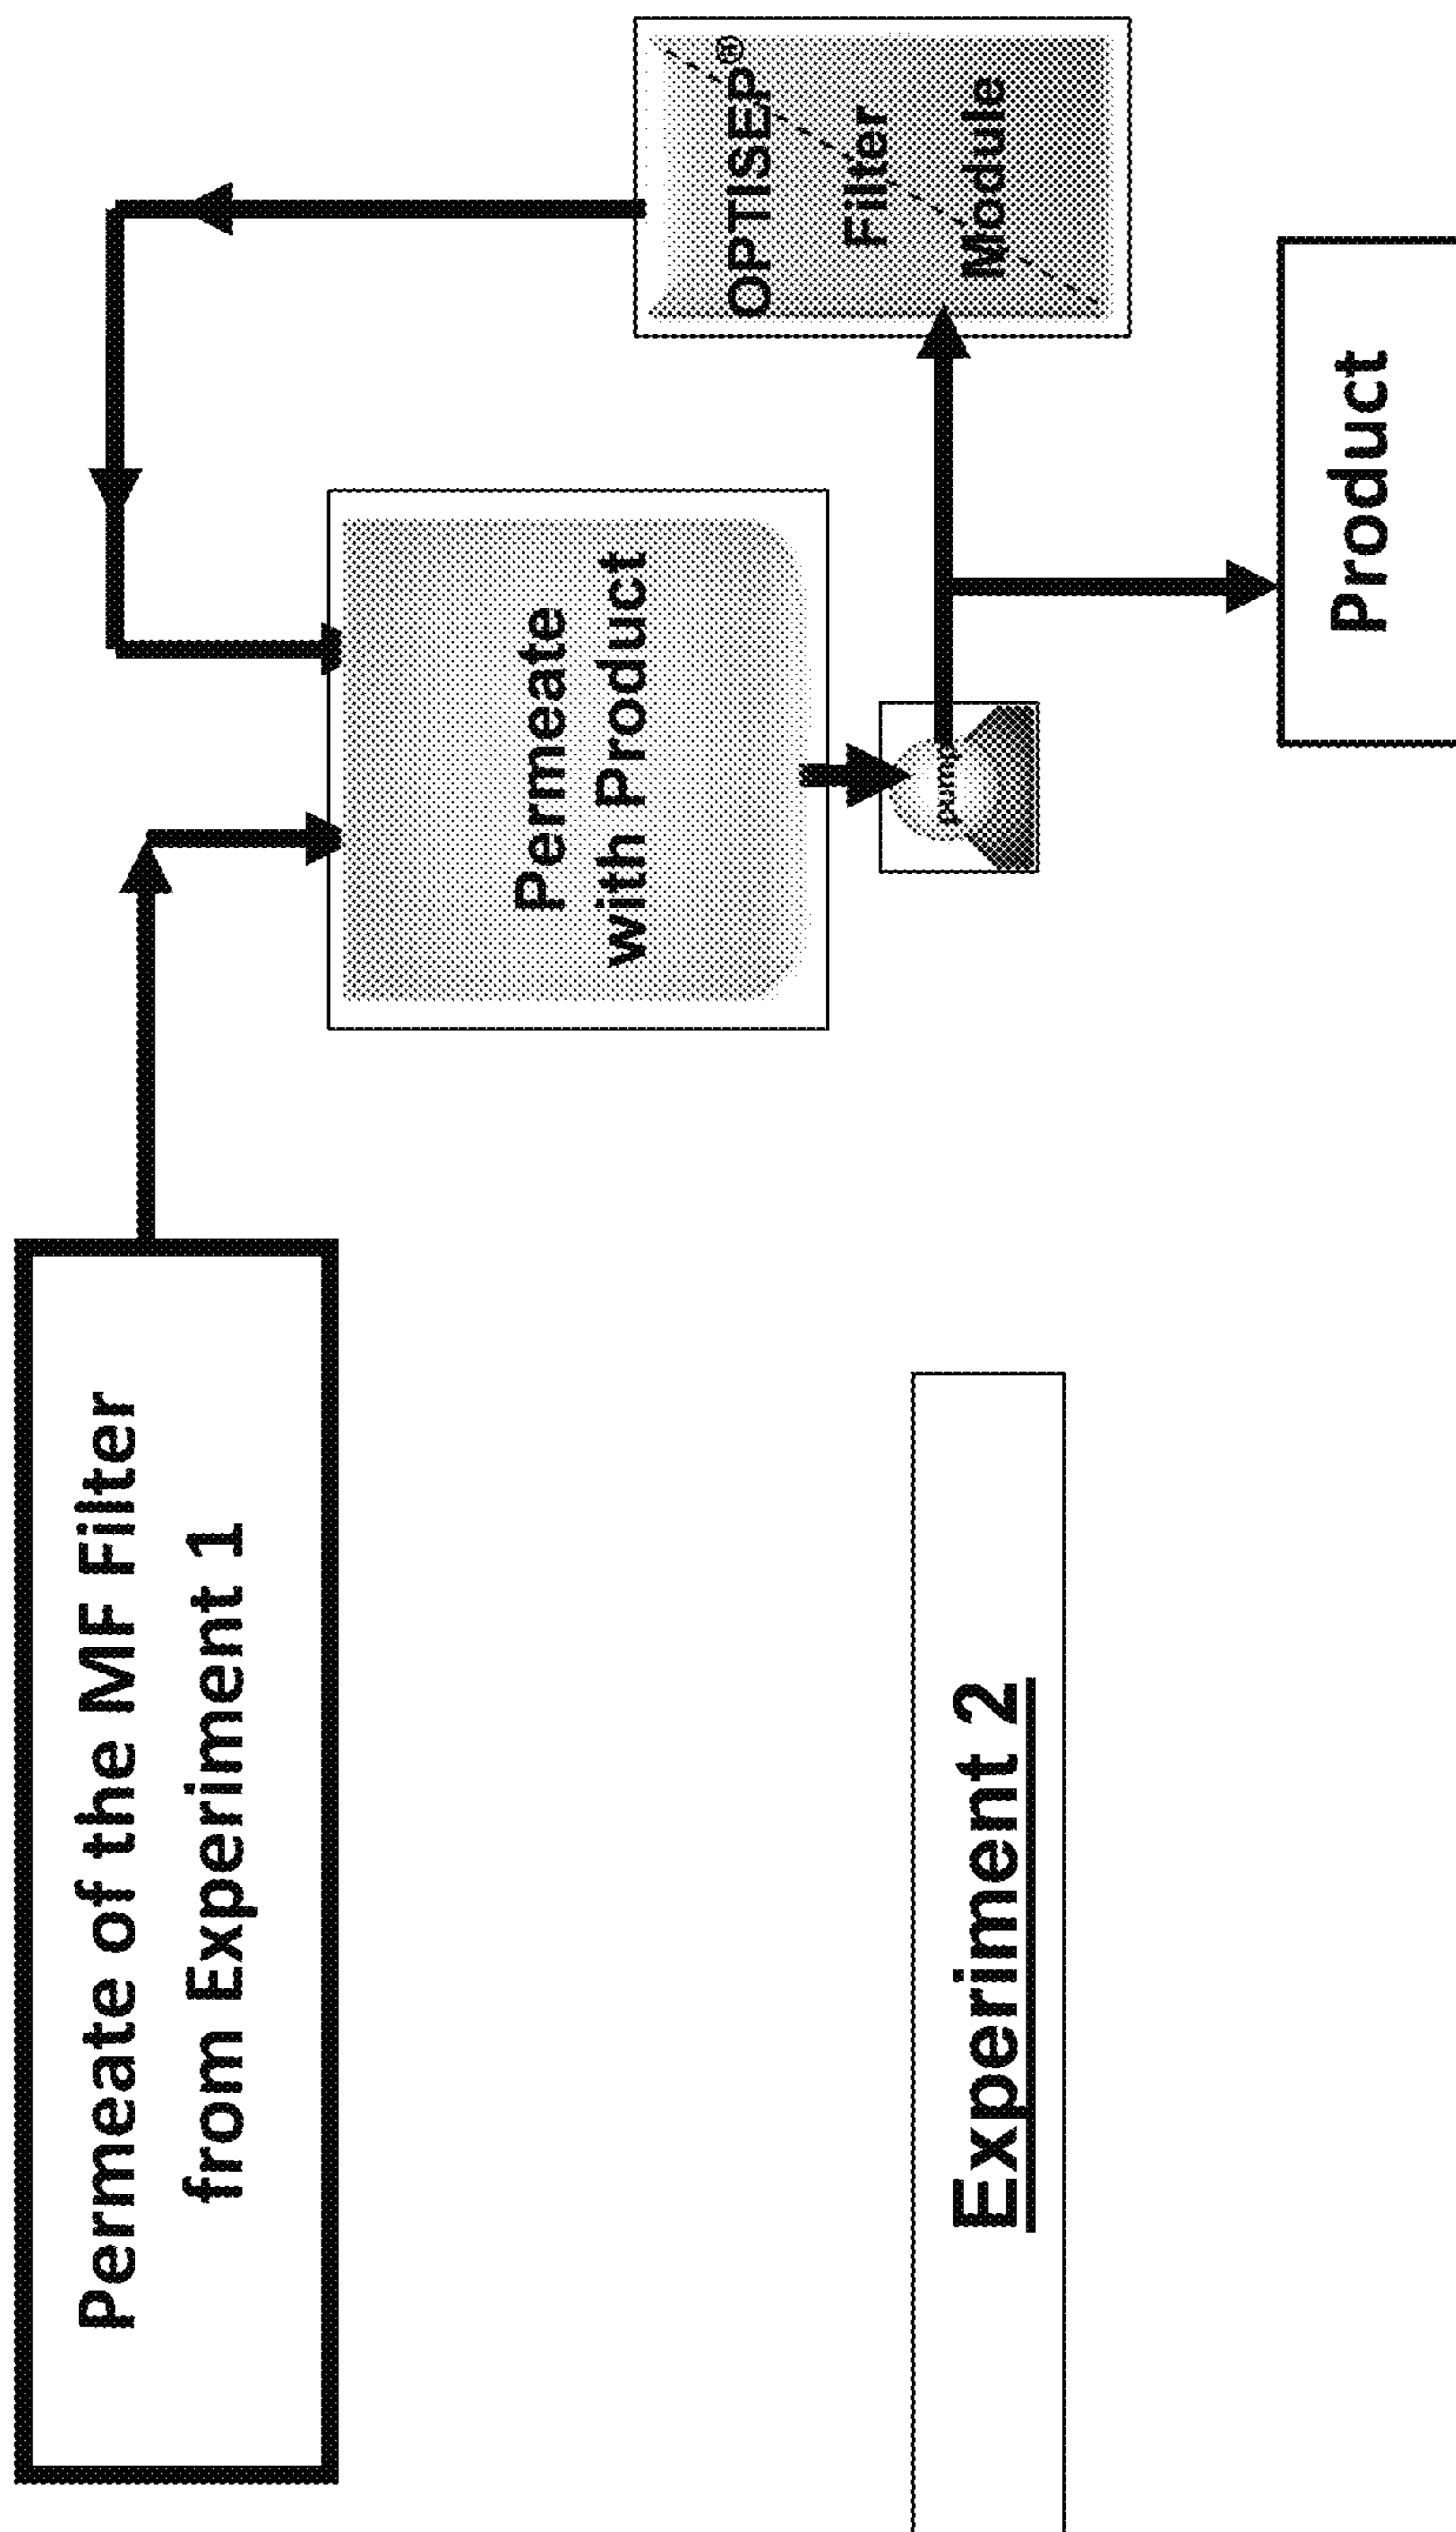 Permeate of the MF Filter
from Experiment 1
Permeate
with Product
OPTISEP®
Filter
Module
pump
Experiment 2
Product